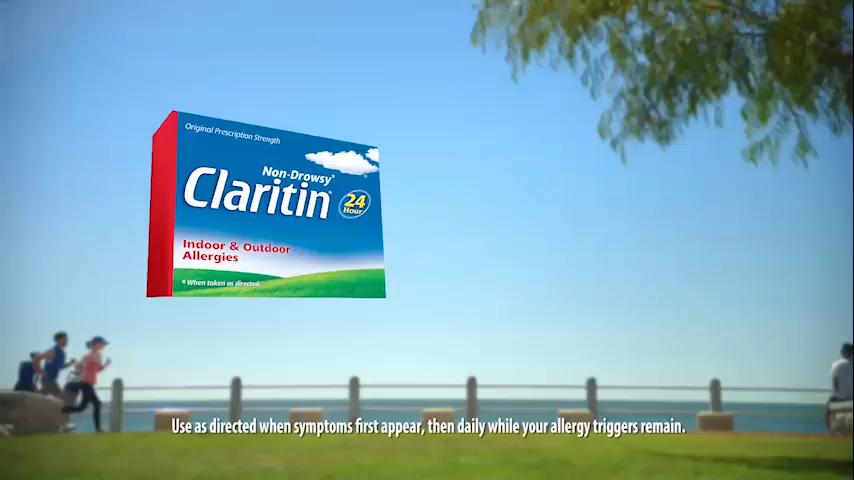 Original Prescription Strength
Non-Drowsy*
Claritin®
24
Hour
Indoor & Outdoor
Allergies
* When taken as directed.
Use as directed when symptoms first appear, then daily while your allergy triggers remain.